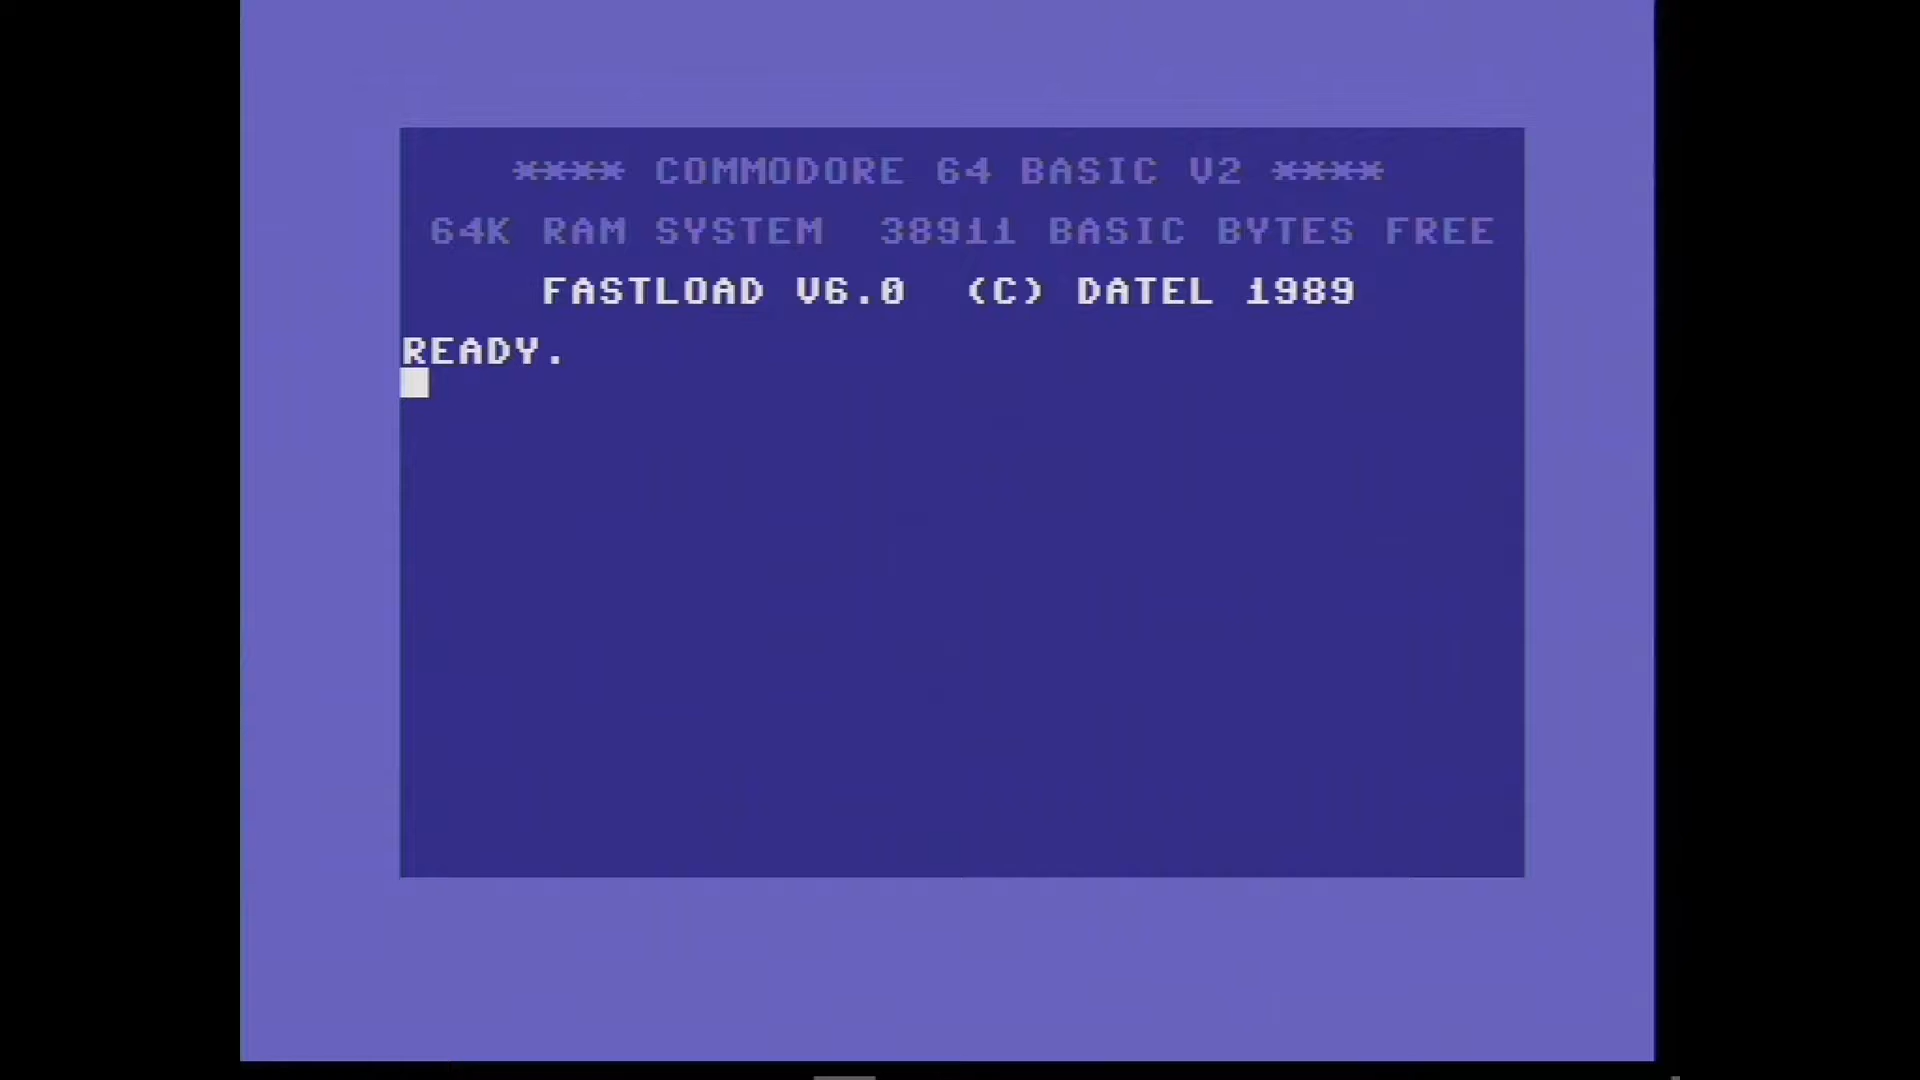 **** COMMODORE 64 BASIC V2 ****
64K RAM SYSTEM  38911 BASIC BYTES FREE
FASTLOAD V6.0  (C) DATEL 1989
READY.